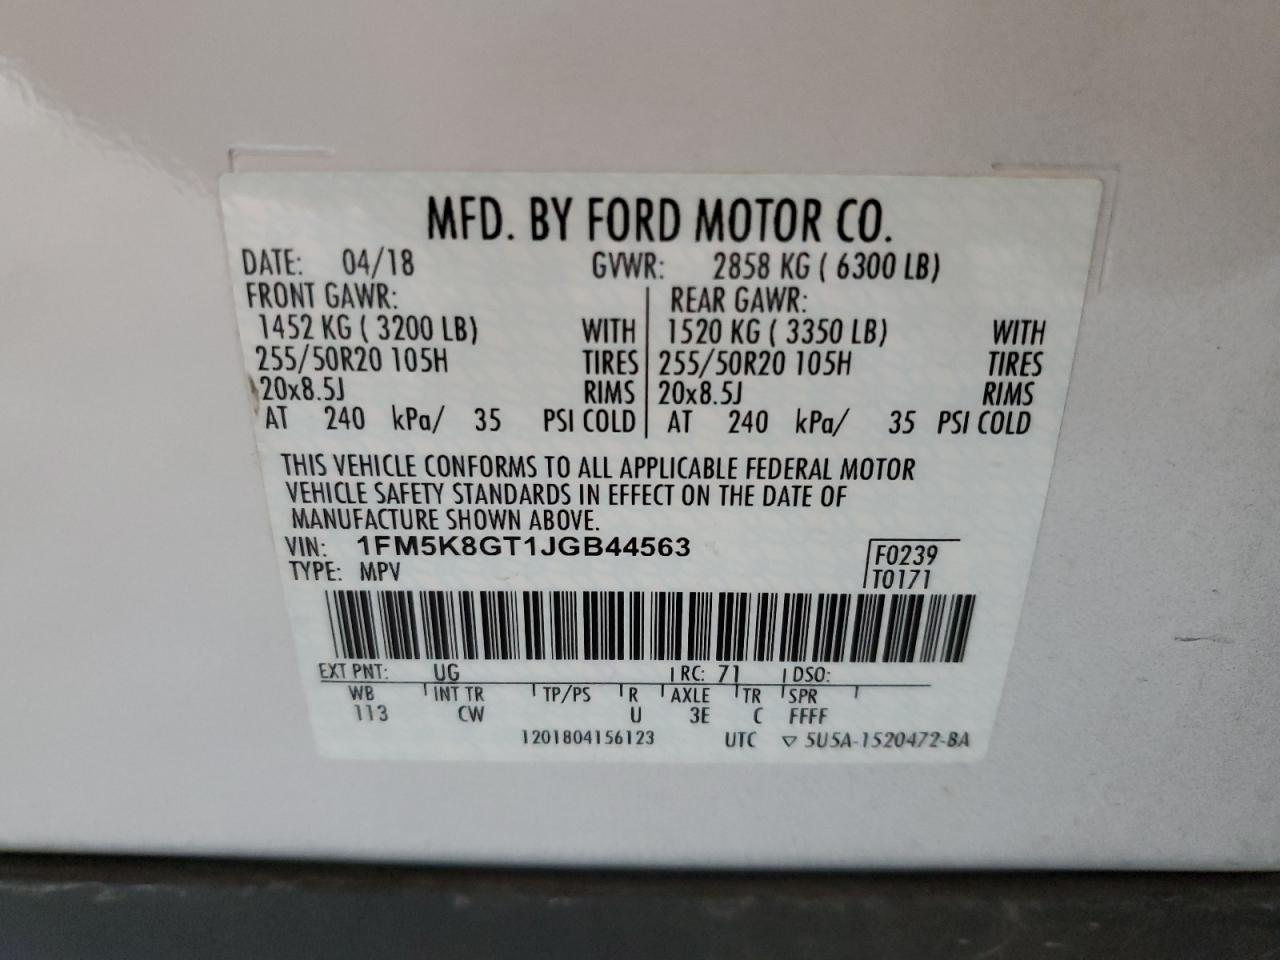 MFD. BY FORD MOTOR CO.
DATE: 04/18 GVWR: 2858 KG ( 6300 LB)
FRONT GAWR: REAR GAWR:
1452 KG ( 3200 LB) WITH 1520 KG ( 3350 LB) WITH
255/50R20 105H TIRES 255/50R20 105H TIRES
20x8.5J RIMS 20x8.5J RIMS
AT 240 kPa/ 35 PSI COLD AT 240 kPa/ 35 PSI COLD
THIS VEHICLE CONFORMS TO ALL APPLICABLE FEDERAL MOTOR
VEHICLE SAFETY STANDARDS IN EFFECT ON THE DATE OF
MANUFACTURE SHOWN ABOVE.
VIN: 1FM5K8GT1JGB44563 F0239
TYPE: MPV T0171
EXT PNT: UG RC: 71 DSO:
WB INT TR TP/PS R AXLE TR SPR
113 CW U 3E C FFFF
1201804156123 UTC ▽ 5U5A-1520472-BA